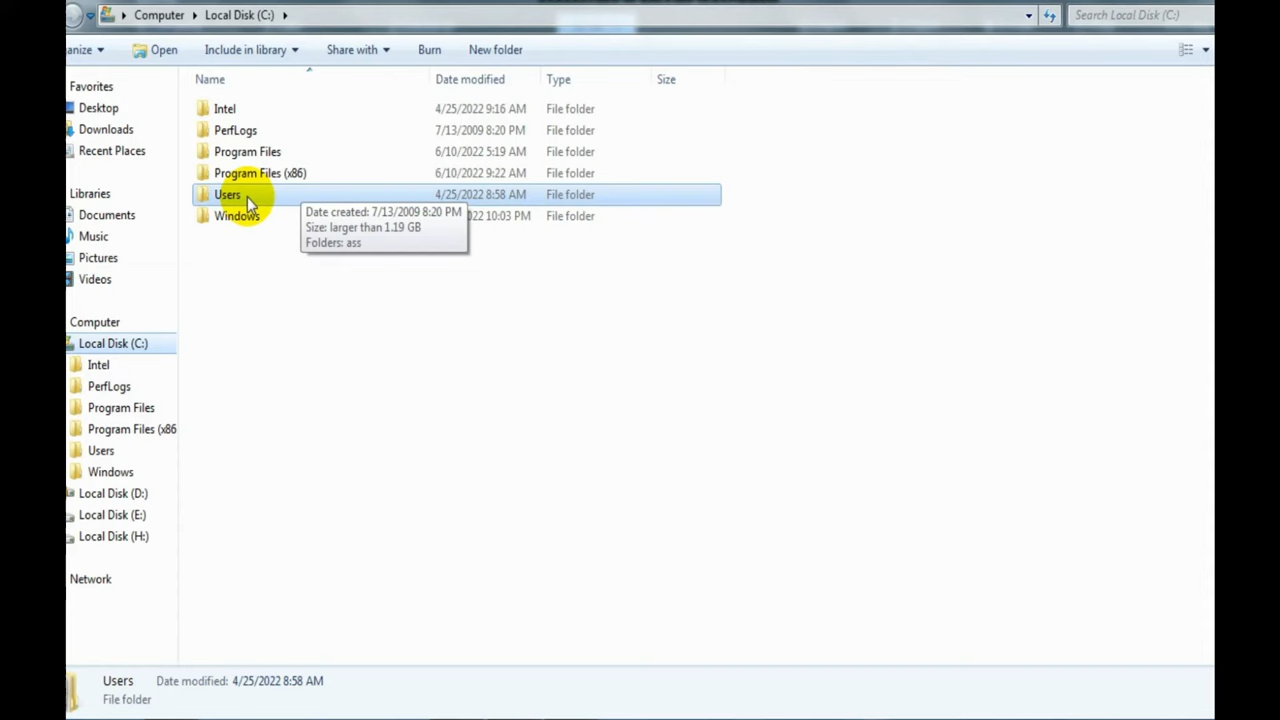 Computer Local Disk (C:) Search Local Disk (C:)
anize Open Include in library Share with Burn New folder
Name Date modified Type Size
Intel 4/25/2022 9:16 AM File folder
PerfLogs 7/13/2009 8:20 PM File folder
Program Files 6/10/2022 5:19 AM File folder
Program Files (x86) 6/10/2022 9:22 AM File folder
Users 4/25/2022 8:58 AM File folder
Windows 022 10:03 PM File folder
Date created: 7/13/2009 8:20 PM
Size: larger than 1.19 GB
Folders: ass
Favorites
Desktop
Downloads
Recent Places
Libraries
Documents
Music
Pictures
Videos
Computer
Local Disk (C:)
Intel
PerfLogs
Program Files
Program Files (x86
Users
Windows
Local Disk (D:)
Local Disk (E:)
Local Disk (H:)
Network
Users Date modified: 4/25/2022 8:58 AM
File folder